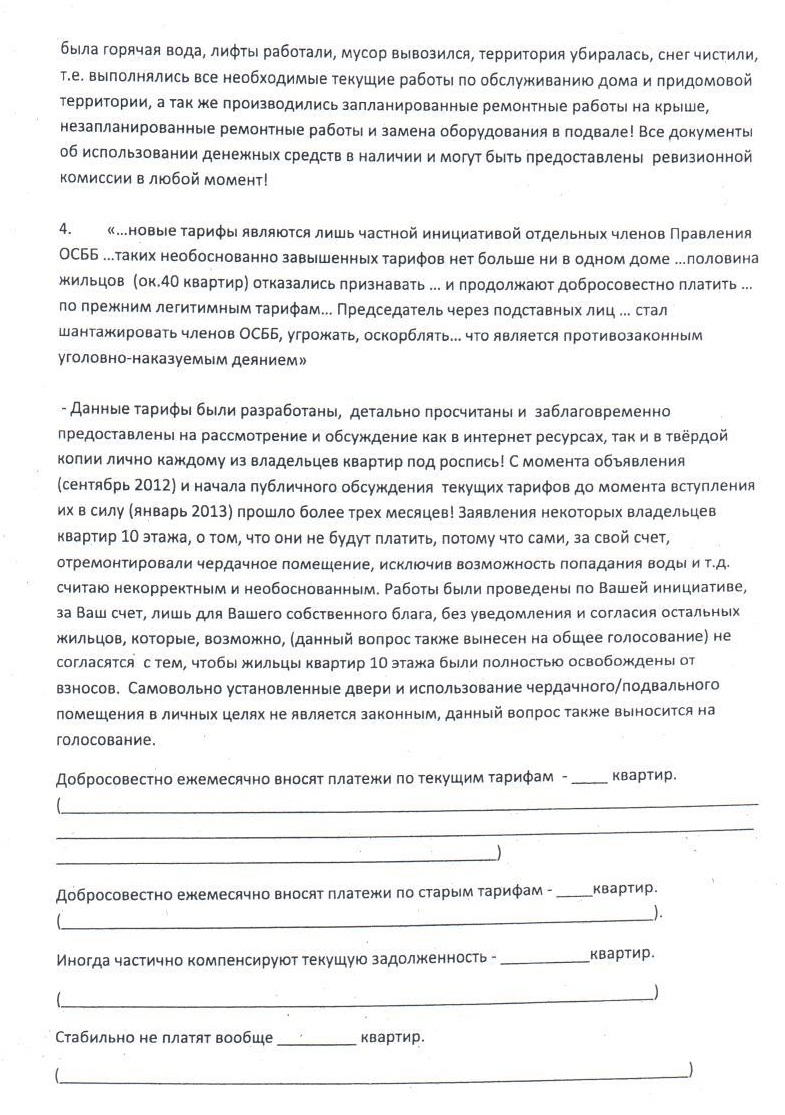 была горячая вода, лифты работали, мусор вывозился, территория убиралась, снег чистили,
т.е. выполнялись все необходимые текущие работы по обслуживанию дома и придомовой
территории, а так же производились запланированные ремонтные работы на крыше,
незапланированные ремонтные работы и замена оборудования в подвале! Все документы
об использовании денежных средств в наличии и могут быть предоставлены ревизионной
комиссии в любой момент!
4. «...новые тарифы являются лишь частной инициативой отдельных членов Правления
ОСББ ...таких необоснованно завышенных тарифов нет больше ни в одном доме ...половина
жильцов (ок.40 квартир) отказались признавать ... и продолжают добросовестно платить ...
по прежним легитимным тарифам... Председатель через подставных лиц ... стал
шантажировать членов ОСББ, угрожать, оскорблять... что является противозаконным
уголовно-наказуемым деянием»
- Данные тарифы были разработаны, детально просчитаны и заблаговременно
предоставлены на рассмотрение и обсуждение как в интернет ресурсах, так и в твёрдой
копии лично каждому из владельцев квартир под роспись! С момента объявления
(сентябрь 2012) и начала публичного обсуждения текущих тарифов до момента вступления
их в силу (январь 2013) прошло более трех месяцев! Заявления некоторых владельцев
квартир 10 этажа, о том, что они не будут платить, потому что сами, за свой счет,
отремонтировали чердачное помещение, исключив возможность попадания воды и т.д.
считаю некорректным и необоснованным. Работы были проведены по Вашей инициативе,
за Ваш счет, лишь для Вашего собственного блага, без уведомления и согласия остальных
жильцов, которые, возможно, (данный вопрос также вынесен на общее голосование) не
согласятся с тем, чтобы жильцы квартир 10 этажа были полностью освобождены от
взносов. Самовольно установленные двери и использование чердачного/подвального
помещения в личных целях не является законным, данный вопрос также выносится на
голосование.
Добросовестно ежемесячно вносят платежи по текущим тарифам - ____ квартир.
(____________________________________________________________
____________________________________________________________
______________________________________)
Добросовестно ежемесячно вносят платежи по старым тарифам - ____квартир.
(___________________________________________________).
Иногда частично компенсируют текущую задолженность - __________квартир.
(___________________________________________________)
Стабильно не платят вообще _________ квартир.
(______________________________________________________)